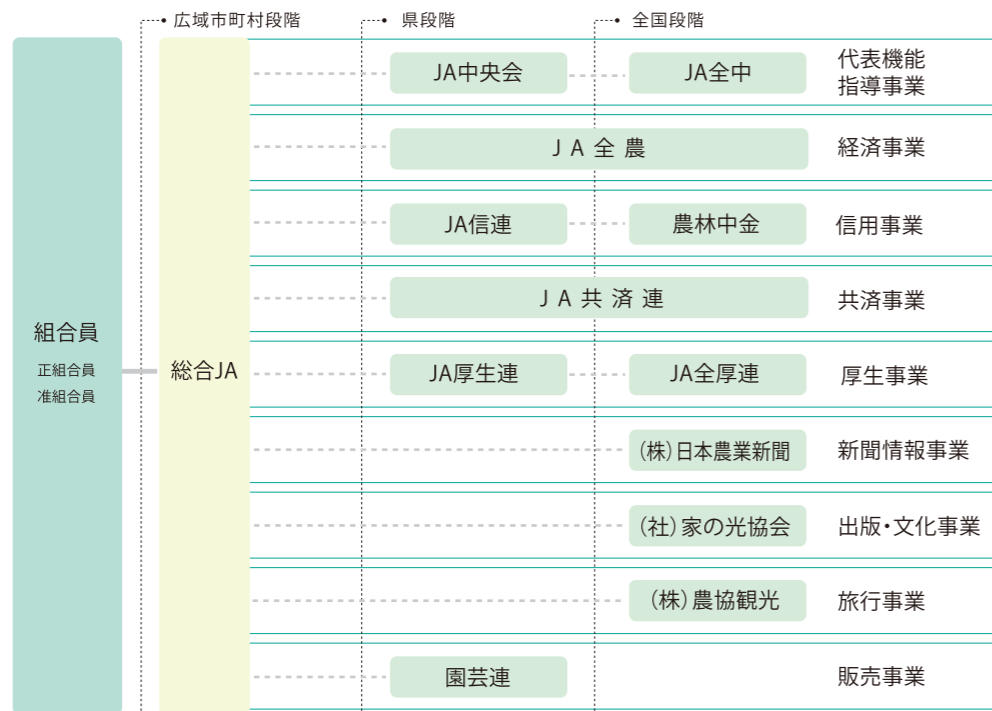 広域市町村段階
県段階
全国段階
組合員
正組合員
准組合員
総合JA
JA中央会
JA全中
代表機能
指導事業
JA全農
経済事業
JA信連
農林中金
信用事業
JA共済連
共済事業
JA厚生連
JA全厚連
厚生事業
(株)日本農業新聞
新聞情報事業
(社)家の光協会
出版・文化事業
(株)農協観光
旅行事業
園芸連
販売事業